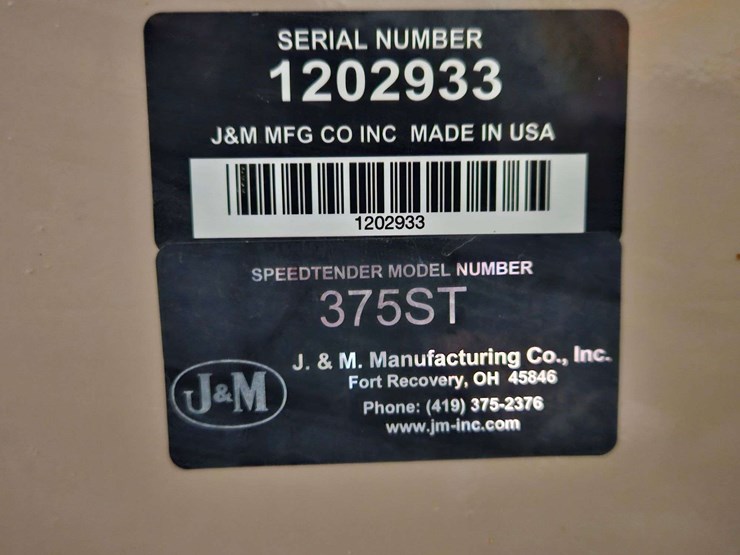 SERIAL NUMBER
1202933
J&M MFG CO INC MADE IN USA
1202933
SPEEDTENDER MODEL NUMBER
375ST
J. & M. Manufacturing Co., Inc.
Fort Recovery, OH 45846
J&M
Phone: (419) 375-2376
www.jm-inc.com